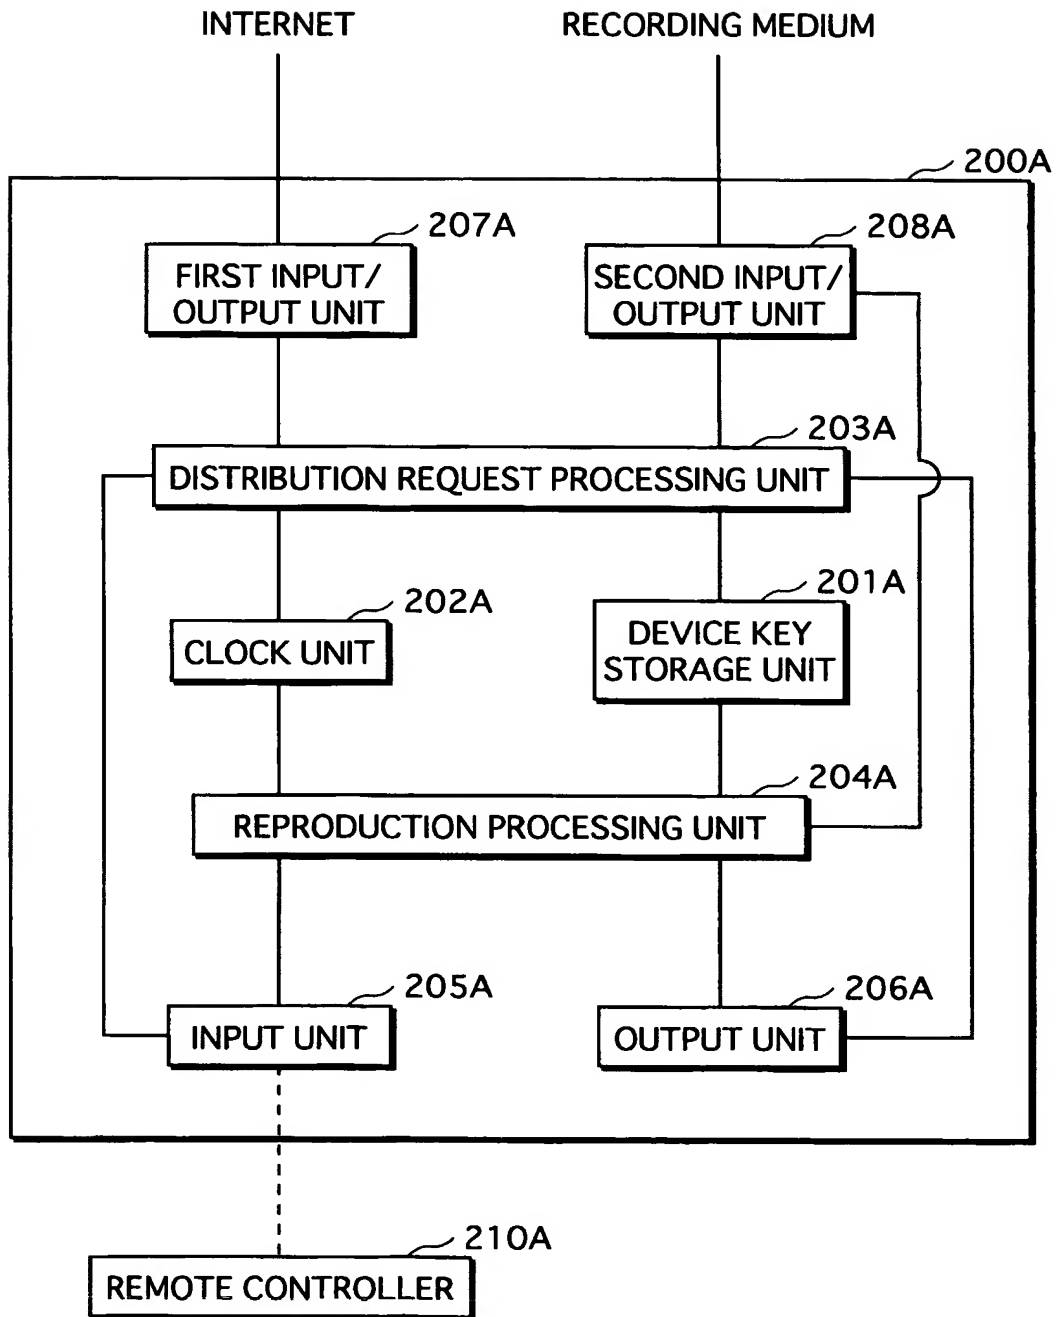 INTERNET
RECORDING MEDIUM
200A
207A
208A
FIRST INPUT/
OUTPUT UNIT
SECOND INPUT/
OUTPUT UNIT
203A
DISTRIBUTION REQUEST PROCESSING UNIT
202A
201A
CLOCK UNIT
DEVICE KEY
STORAGE UNIT
204A
REPRODUCTION PROCESSING UNIT
205A
206A
INPUT UNIT
OUTPUT UNIT
210A
REMOTE CONTROLLER